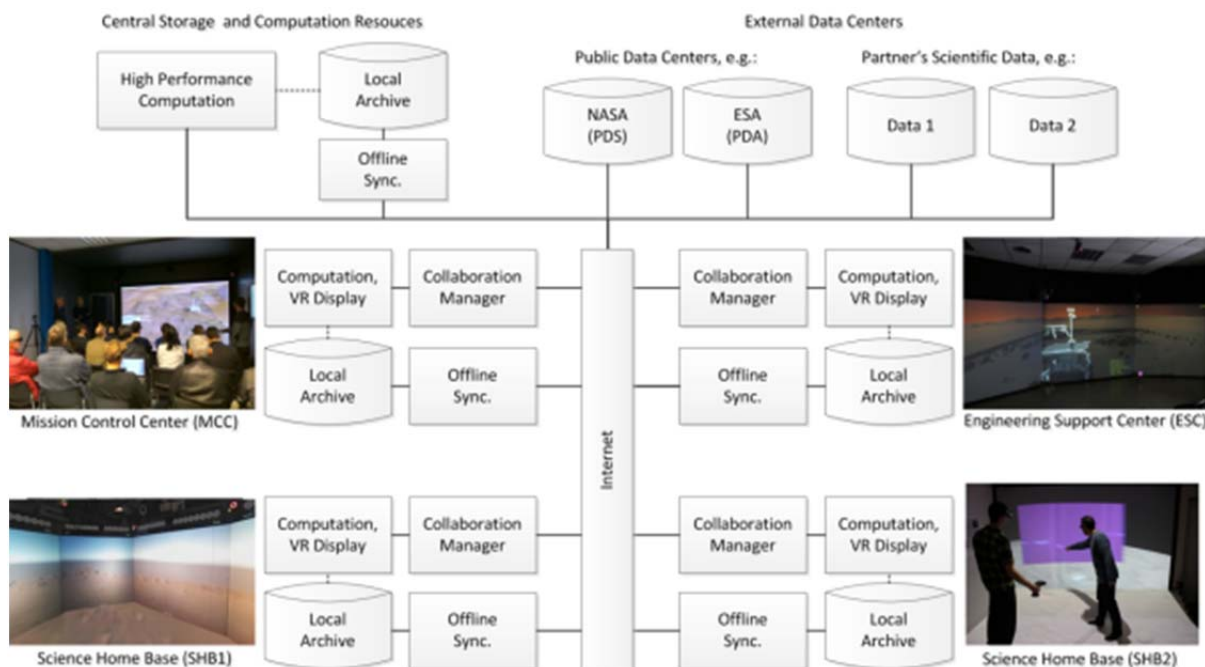 Central Storage and Computation Resouces
External Data Centers
Public Data Centers, e.g.:
Partner's Scientific Data, e.g.:
High Performance
Computation
Local
Archive
NASA
(PDS)
ESA
(PDA)
Data 1
Data 2
Offline
Sync.
Computation,
VR Display
Collaboration
Manager
Internet
Collaboration
Manager
Computation,
VR Display
Local
Archive
Offline
Sync.
Offline
Sync.
Local
Archive
Mission Control Center (MCC)
Engineering Support Center (ESC)
Computation,
VR Display
Collaboration
Manager
Collaboration
Manager
Computation,
VR Display
Local
Archive
Offline
Sync.
Offline
Sync.
Local
Archive
Science Home Base (SHB1)
Science Home Base (SHB2)